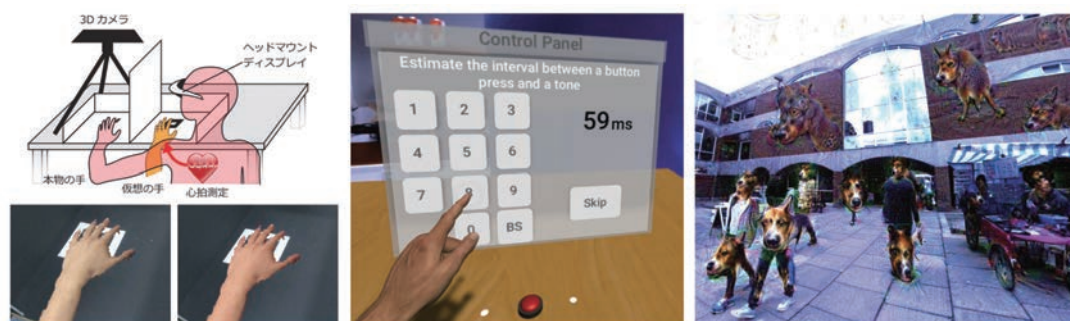 3D カメラ
ヘッドマウント
ディスプレイ
本物の手
仮想の手
心拍測定
Control Panel
Estimate the interval between a button
press and a tone
1
2
3
59ms
4
5
6
7
8
9
Skip
0
BS